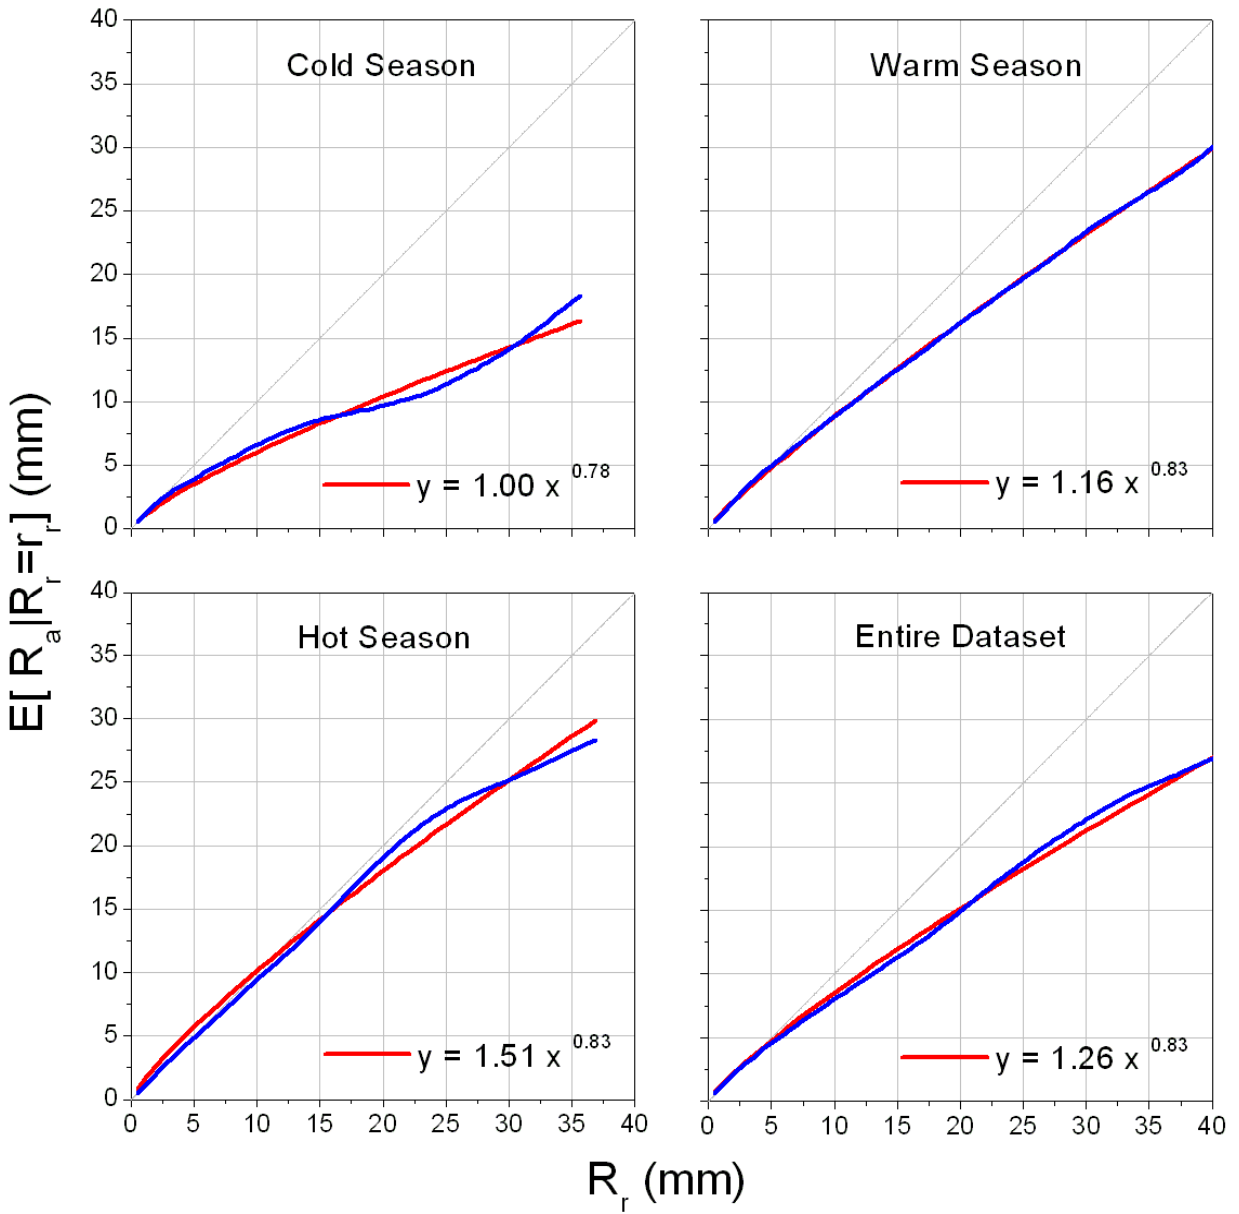 E[ Rₐ|Rᵣ=rᵣ] (mm)
Cold Season
40
35
30
25
20
15
10
5
0
y = 1.00 x 0.78
Warm Season
y = 1.16 x 0.83
Hot Season
40
35
30
25
20
15
10
5
0
y = 1.51 x 0.83
0 5 10 15 20 25 30 35 40
Entire Dataset
y = 1.26 x 0.83
0 5 10 15 20 25 30 35 40
Rᵣ (mm)